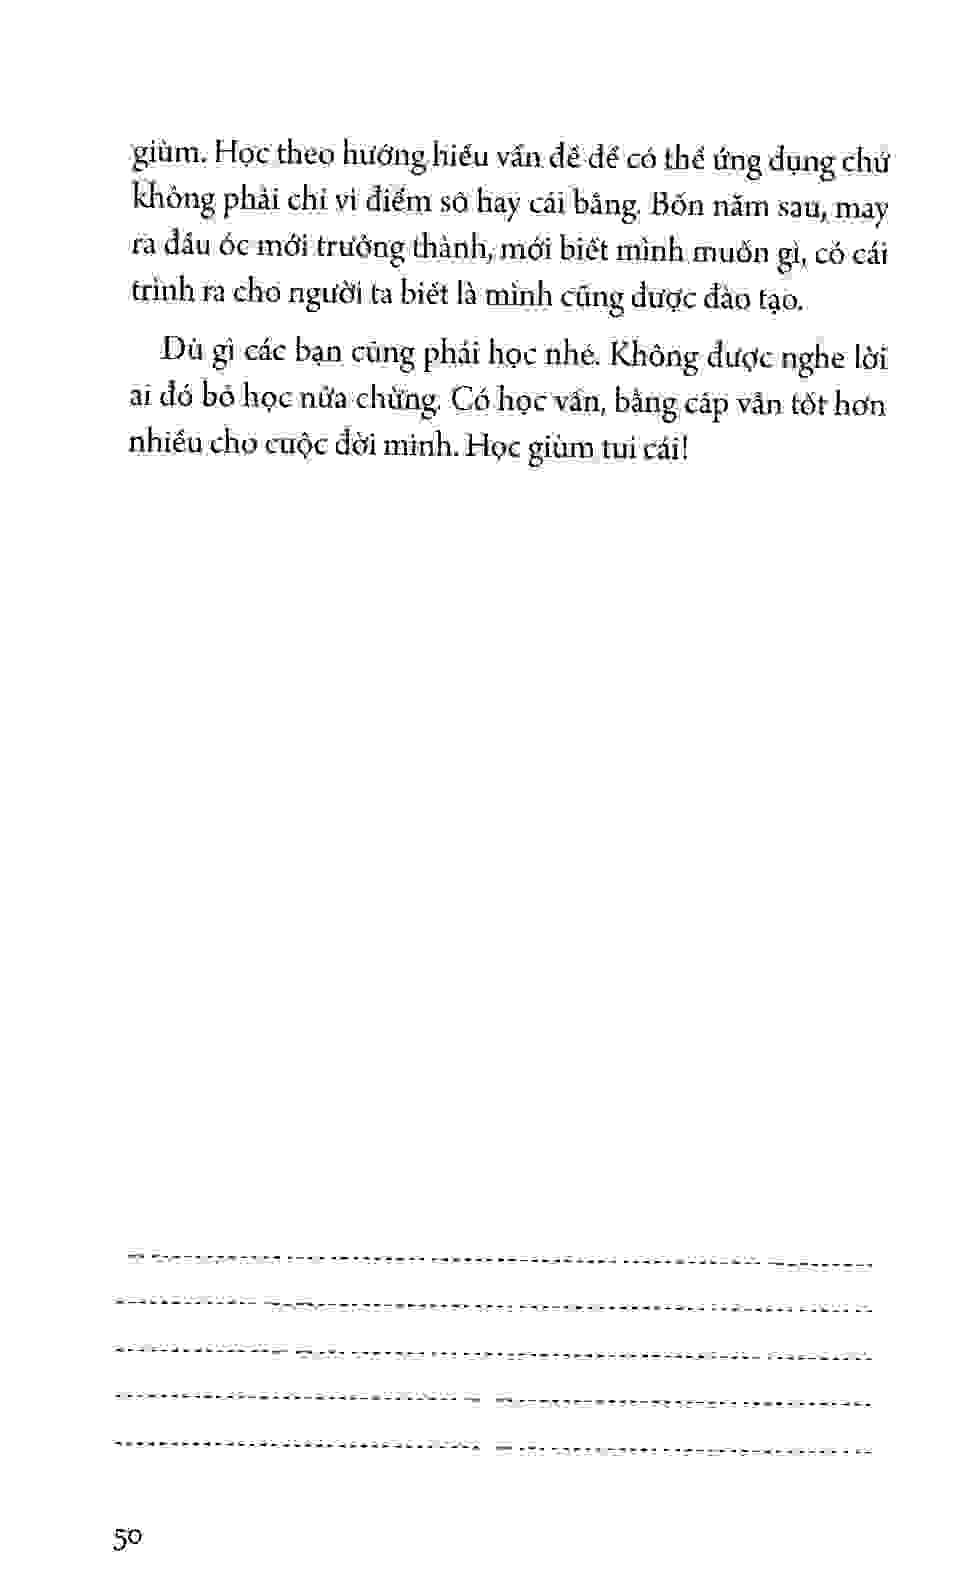 giùm. Học theo hướng hiểu vấn đề để có thể ứng dụng chứ
không phải chỉ vì điểm số hay cái bằng. Bốn năm sau, may
ra đầu óc mới trưởng thành, mới biết mình muốn gì, có cái
trình ra cho người ta biết là mình cũng được đào tạo.
Dù gì các bạn cũng phải học nhé. Không được nghe lời
ai đó bỏ học nửa chừng. Có học vấn, bằng cấp vẫn tốt hơn
nhiều cho cuộc đời mình. Học giùm tui cái!
50